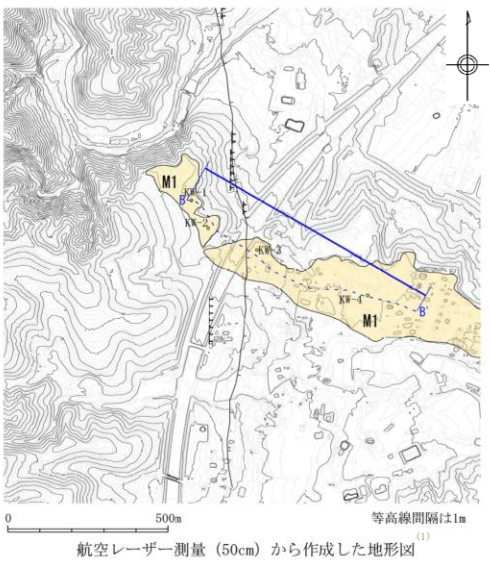 M1
KW-1
B
KW-2
KW-3
KW-4
B'
M1
0 500m
等高線間隔は1m
(1)
航空レーザー測量（50cm）から作成した地形図